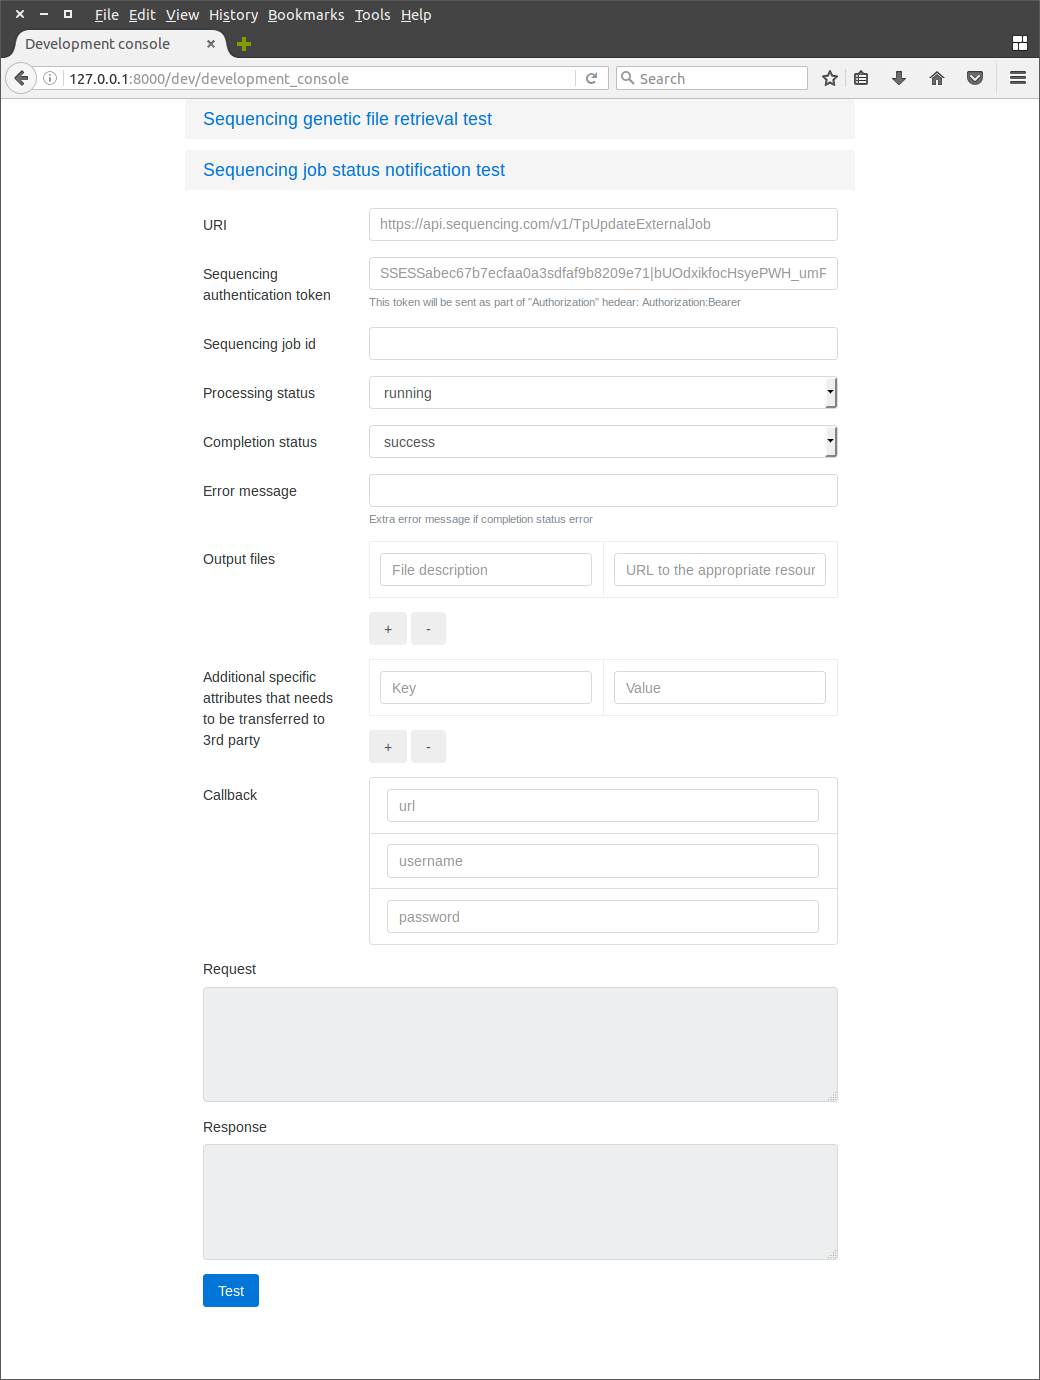 File Edit View History Bookmarks Tools Help
Development console
127.0.0.1:8000/dev/development_console
Search
Sequencing genetic file retrieval test
Sequencing job status notification test
URI
https://api.sequencing.com/v1/TpUpdateExternalJob
Sequencing
authentication token
SSESSabec67b7ecfaa0a3sdfaf9b8209e71|bUOdxikfocHsyePWH_umF
This token will be sent as part of "Authorization" hedear: Authorization:Bearer
Sequencing job id
Processing status
running
Completion status
success
Error message
Extra error message if completion status error
Output files
File description
URL to the appropriate resour
+ -
Additional specific
attributes that needs
to be transferred to
3rd party
Key
Value
+ -
Callback
url
username
password
Request
Response
Test